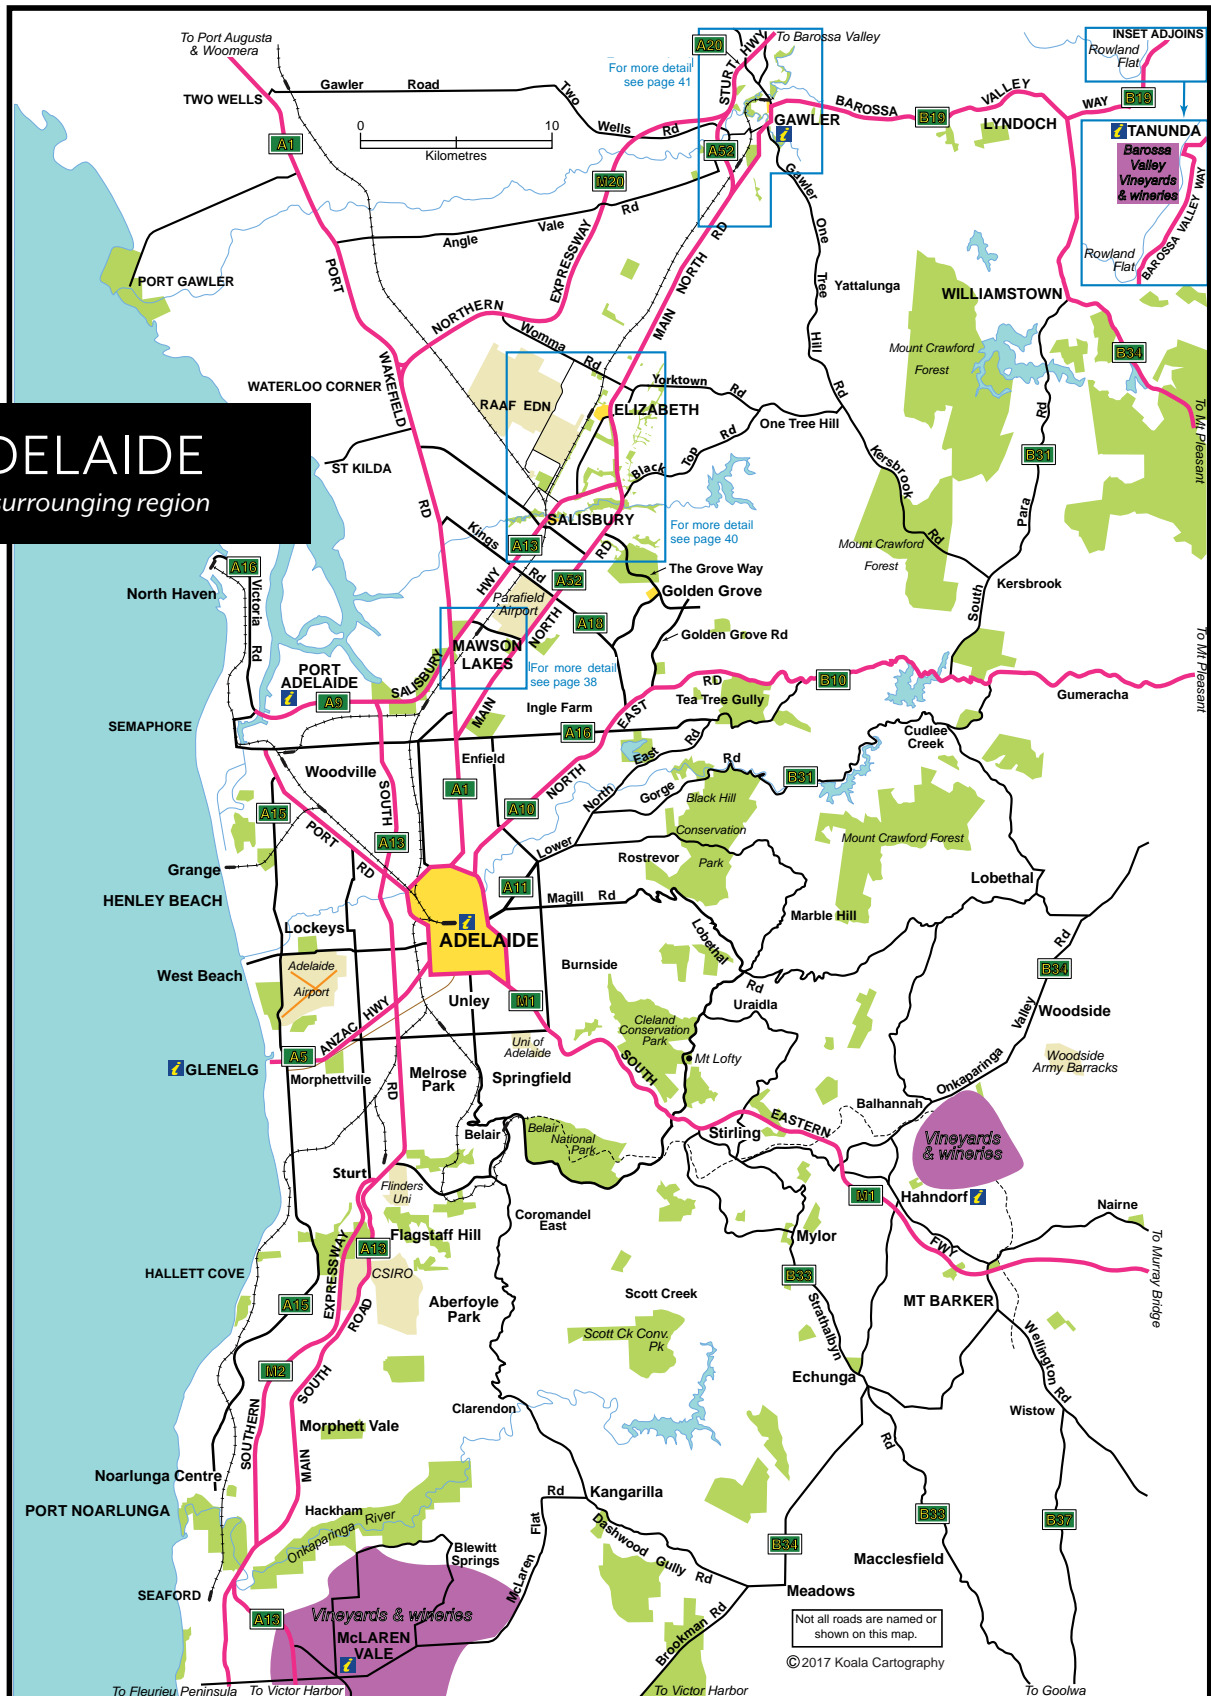 To Port Augusta
& Woomera
A20
STURT HWY
To Barossa Valley
INSET ADJOINS
Rowland
Flat
For more detail
see page 41
TWO WELLS
Gawler Road
Two Wells Rd
0 10
Kilometres
A1
M20
A52
GAWLER
i
BAROSSA VALLEY WAY
B19
LYNDOCH
B19
i TANUNDA
Barossa
Valley
Vineyards
& wineries
BAROSSA VALLEY WAY
Rowland
Flat
Angle Vale Rd
Gawler One Tree Hill Rd
PORT GAWLER
PORT WAKEFIELD RD
NORTHERN EXPRESSWAY
MAIN NORTH RD
Yattalunga
WILLIAMSTOWN
Womma Rd
Mount Crawford
Forest
B34
WATERLOO CORNER
RAAF EDN
Yorktown Rd
ELIZABETH
One Tree Hill
To Mt Pleasant
DELAIDE
surrounging region
ST KILDA
Black Top Rd
Kersbrook Rd
B31
Para Rd
SALISBURY
For more detail
see page 40
Kings Rd
A13
A52
Mount Crawford
Forest
The Grove Way
Golden Grove
Kersbrook
South
A16
North Haven
Victoria Rd
Parafield
Airport
A18
NORTH RD
SALISBURY HWY
Golden Grove Rd
MAWSON
LAKES
For more detail
see page 38
To Mt Pleasant
PORT
ADELAIDE
i
A9
MAIN
Ingle Farm
NORTH EAST RD
Tea Tree Gully
B10
Gumeracha
SEMAPHORE
A16
Enfield
Cudlee
Creek
Woodville
SOUTH RD
A1
A10
Lower North East Rd
Gorge Rd
B31
Black Hill
Conservation
Park
A15
PORT RD
A13
Mount Crawford Forest
Grange
Rostrevor
HENLEY BEACH
A11
Magill Rd
Lobethal
Marble Hill
Lockeys
i
ADELAIDE
Lobethal Rd
West Beach
Adelaide
Airport
Burnside
B34
Uraidla
Unley
M1
Woodside
ANZAC HWY
Cleland
Conservation
Park
Onkaparinga Valley Rd
Uni of
Adelaide
A5
i GLENELG
Mt Lofty
Woodside
Army Barracks
Morphettville
Melrose
Park
Springfield
SOUTH EASTERN FWY
Balhannah
Belair
Belair
National
Park
Stirling
Vineyards
& wineries
Sturt
Flinders
Uni
M1
Hahndorf i
Nairne
Coromandel
East
A13
Flagstaff Hill
Mylor
CSIRO
HALLETT COVE
B33
To Murray Bridge
A15
Scott Creek
MT BARKER
Aberfoyle
Park
Strathalbyn Rd
Scott Ck Conv.
Pk
Wellington Rd
M2
SOUTHERN EXPRESSWAY
MAIN SOUTH ROAD
Echunga
Clarendon
Wistow
Morphett Vale
Noarlunga Centre
PORT NOARLUNGA
Kangarilla
Hackham
Onkaparinga River
McLaren Flat Rd
Dashwood Gully Rd
B33
B37
B34
Blewitt
Springs
Macclesfield
SEAFORD
Meadows
A13
Vineyards & wineries
McLAREN
VALE
i
Brookman Rd
Not all roads are named or
shown on this map.
©2017 Koala Cartography
To Fleurieu Peninsula
To Victor Harbor
To Victor Harbor
To Goolwa